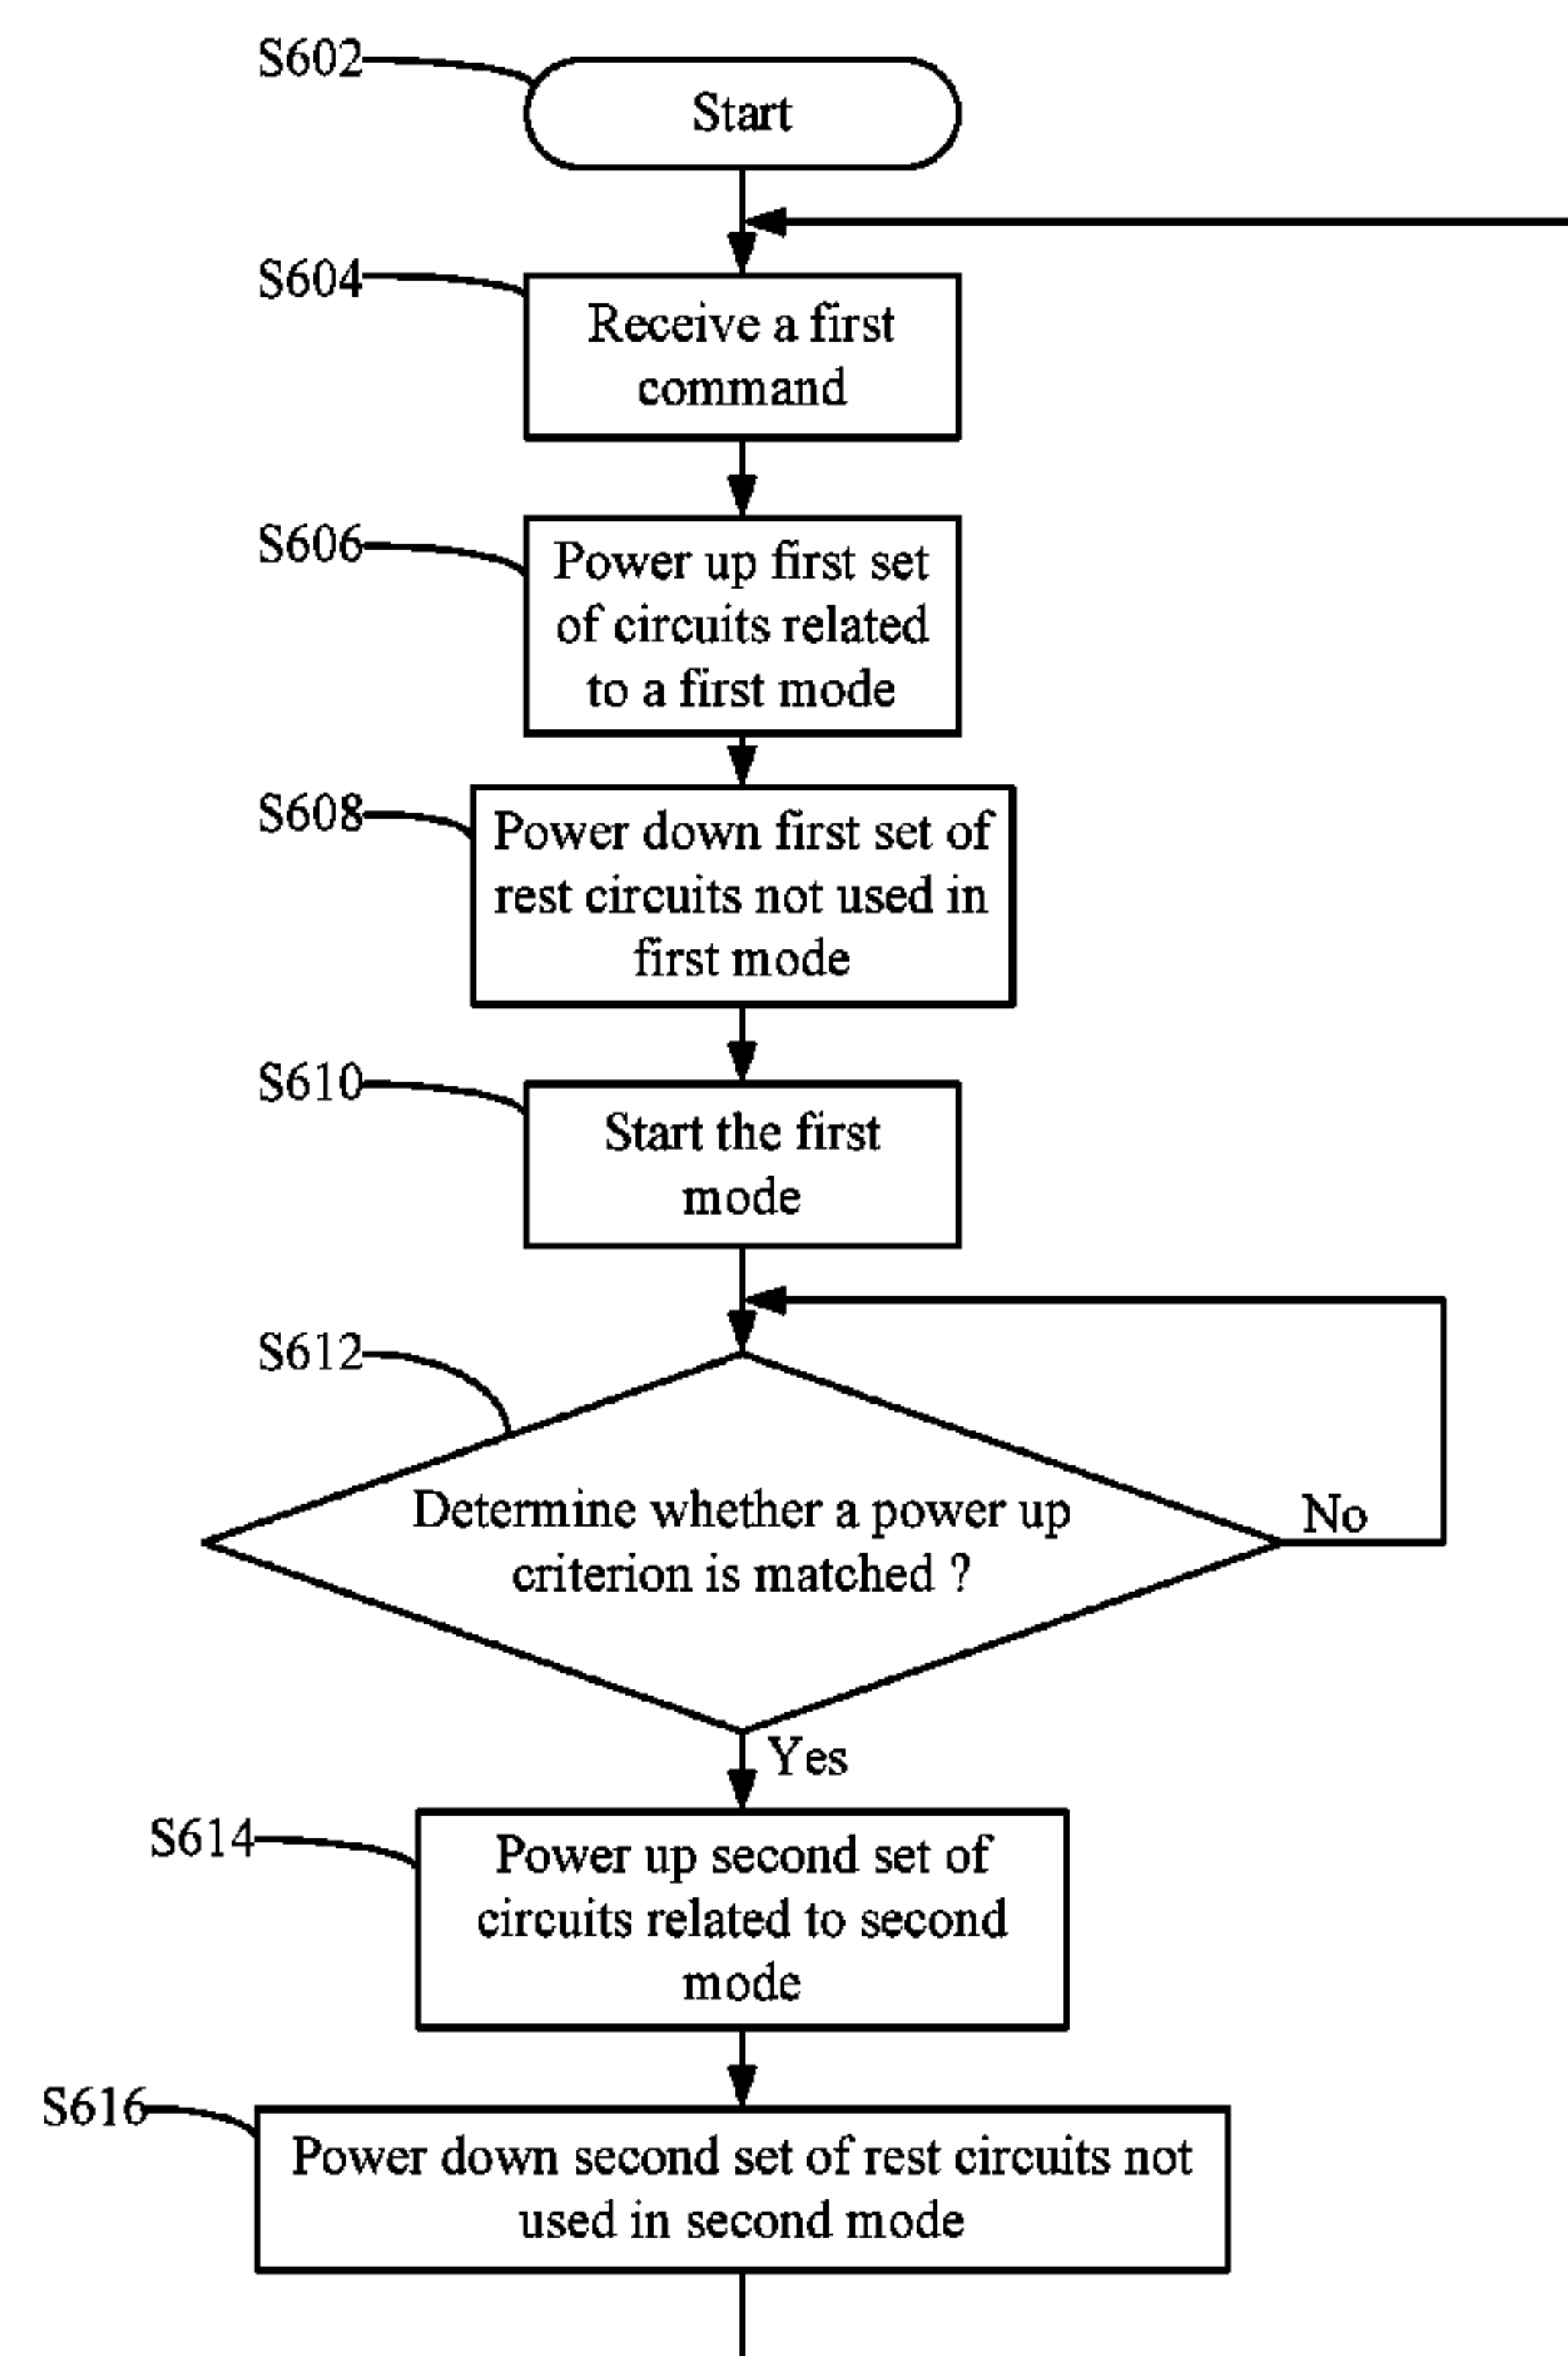 S602
Start
S604
Receive a first
command
S606
Power up first set
of circuits related
to a first mode
S608
Power down first set of
rest circuits not used in
first mode
S610
Start the first
mode
S612
Determine whether a power up
criterion is matched ?
No
Yes
S614
Power up second set of
circuits related to second
mode
S616
Power down second set of rest circuits not
used in second mode